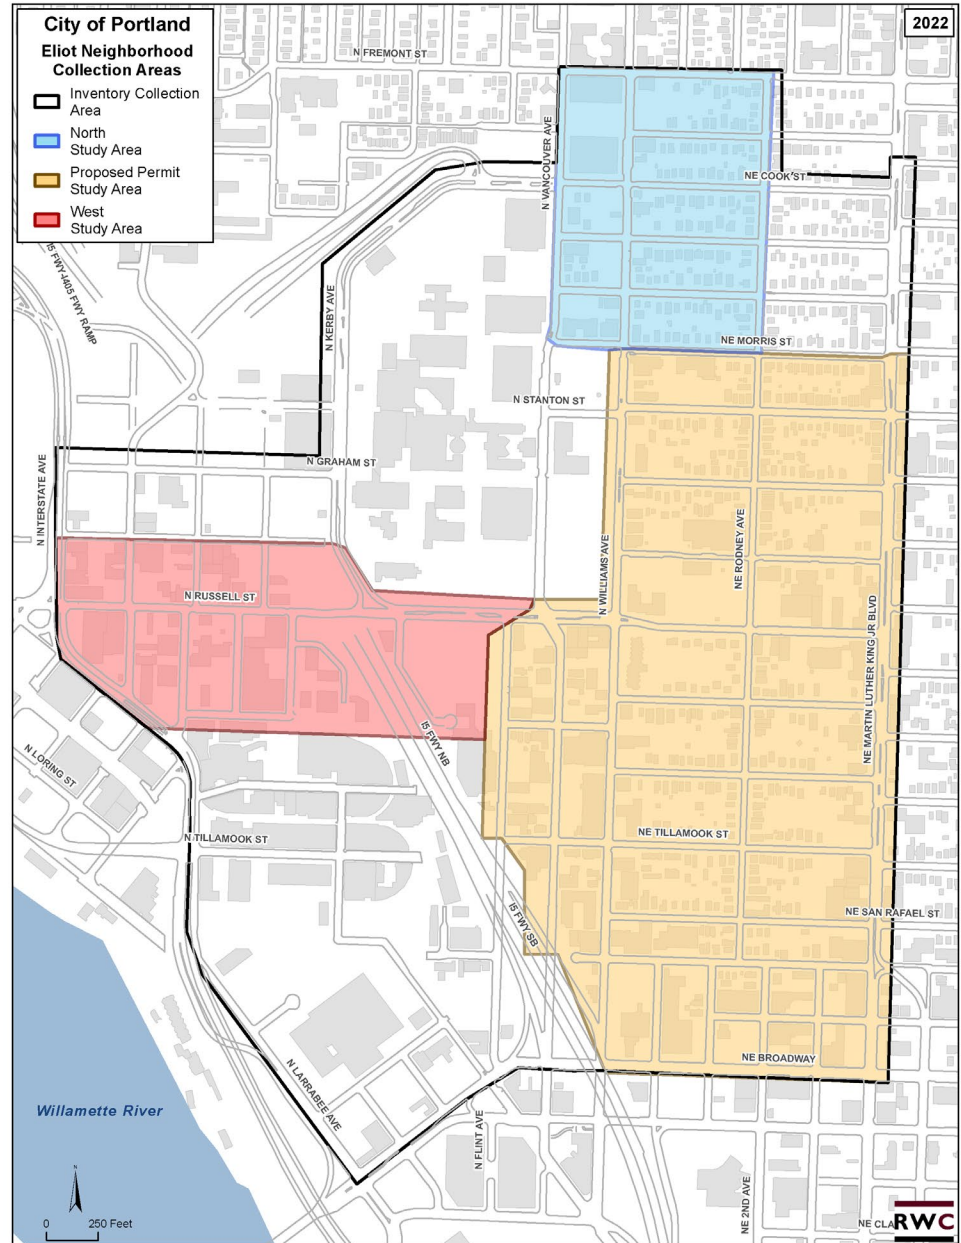 City of Portland
Eliot Neighborhood
Collection Areas
Inventory Collection
Area
North
Study Area
Proposed Permit
Study Area
West
Study Area
2022
N FREMONT ST
N VANCOUVER AVE
NE COOK ST
I5 FWY-I405 FWY RAMP
N KERBY AVE
NE MORRIS ST
N STANTON ST
N GRAHAM ST
N INTERSTATE AVE
NE RODNEY AVE
N WILLIAMS AVE
N RUSSELL ST
NE MARTIN LUTHER KING JR BLVD
I5 FWY NB
N LORING ST
N TILLAMOOK ST
NE TILLAMOOK ST
NE SAN RAFAEL ST
I5 FWY SB
NE BROADWAY
N LARRABEE AVE
Willamette River
N FLINT AVE
NE 2ND AVE
N
0 250 Feet
NE CLA
RWC